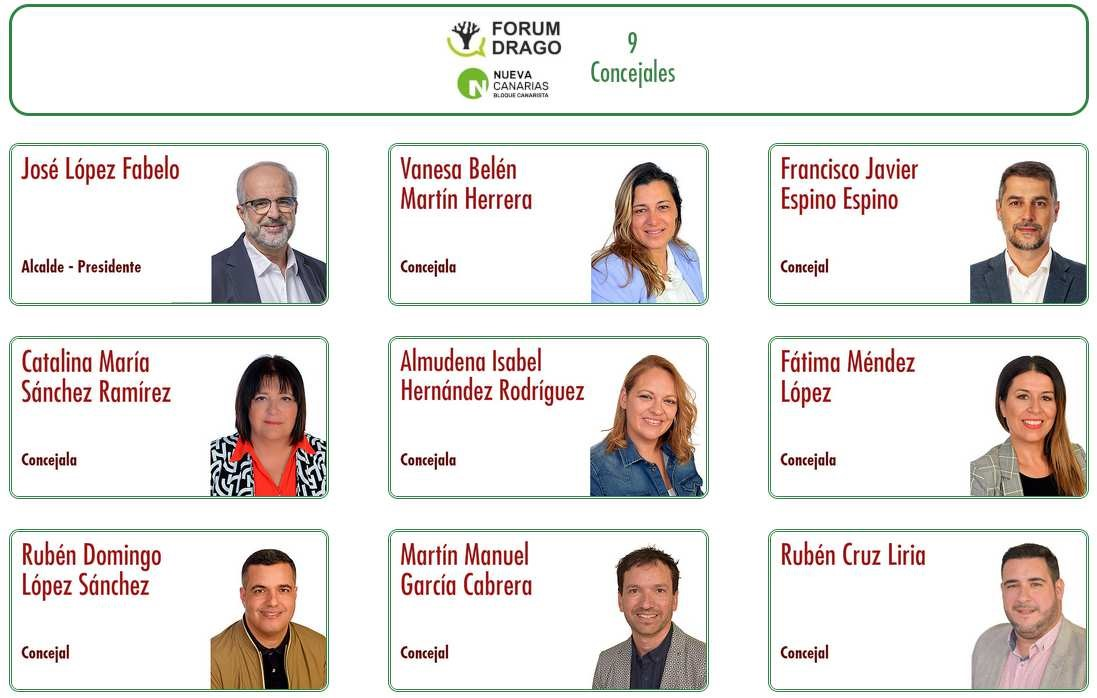 FORUM
DRAGO
NUEVA
CANARIAS
BLOQUE CANARISTA
9
Concejales
José López Fabelo
Alcalde - Presidente
Vanesa Belén
Martín Herrera
Concejala
Francisco Javier
Espino Espino
Concejal
Catalina María
Sánchez Ramírez
Concejala
Almudena Isabel
Hernández Rodríguez
Concejala
Fátima Méndez
López
Concejala
Rubén Domingo
López Sánchez
Concejal
Martín Manuel
García Cabrera
Concejal
Rubén Cruz Liria
Concejal